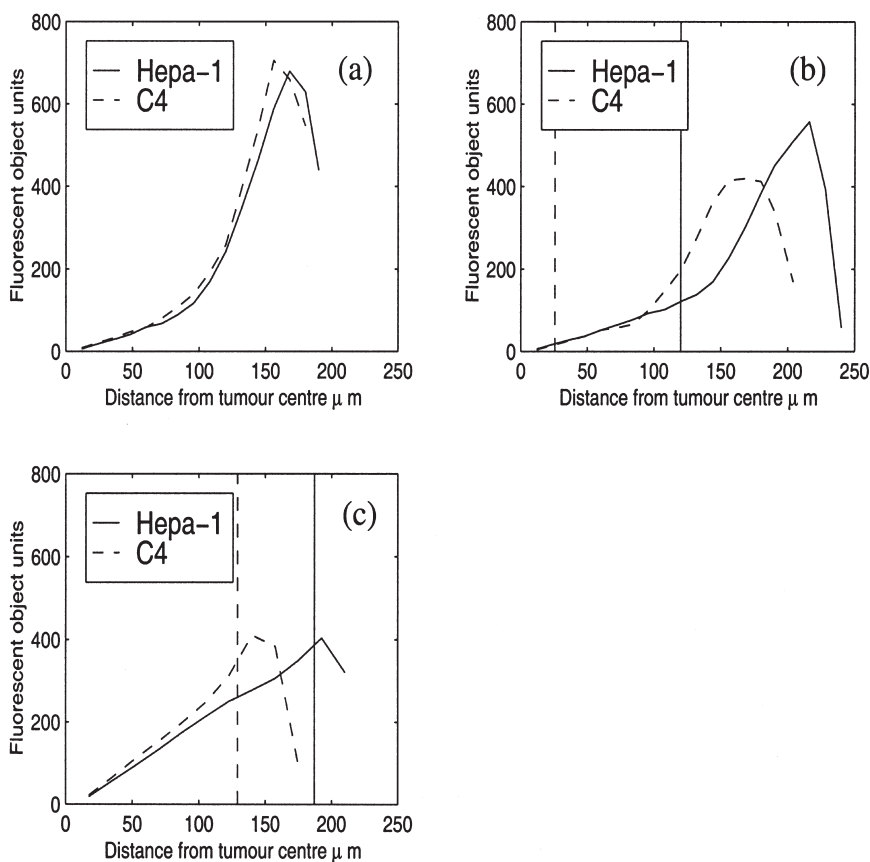 Fluorescent object units
800
600
400
200
0
Hepa-1
C4
(a)
0 50 100 150 200 250
Distance from tumour centre μ m
Fluorescent object units
800
600
400
200
0
Hepa-1
C4
(b)
0 50 100 150 200 250
Distance from tumour centre μ m
Fluorescent object units
800
600
400
200
0
Hepa-1
C4
(c)
0 50 100 150 200 250
Distance from tumour centre μ m